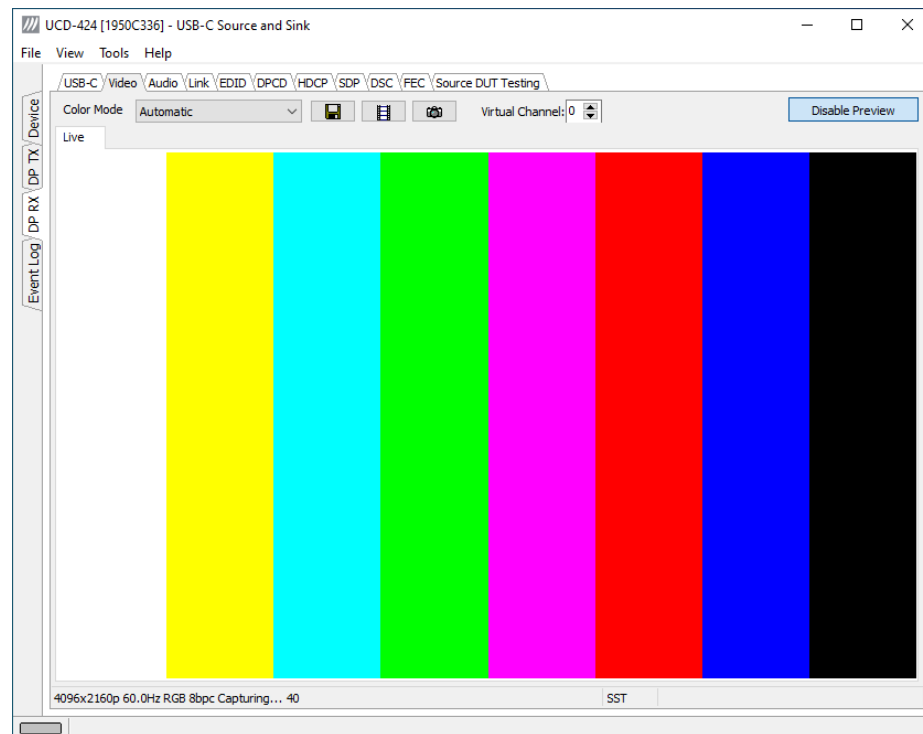 UCD-424 [1950C336] - USB-C Source and Sink
File View Tools Help
USB-C Video Audio Link EDID DPCD HDCP SDP DSC FEC Source DUT Testing
Color Mode Automatic Virtual Channel: 0 Disable Preview
Live
Device
DP TX
DP RX
Event Log
4096x2160p 60.0Hz RGB 8bpc Capturing... 40 SST